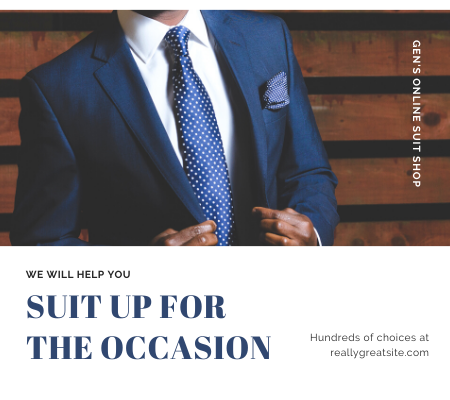 GEN'S ONLINE SUIT SHOP
WE WILL HELP YOU
SUIT UP FOR
THE OCCASION
Hundreds of choices at
reallygreatsite.com